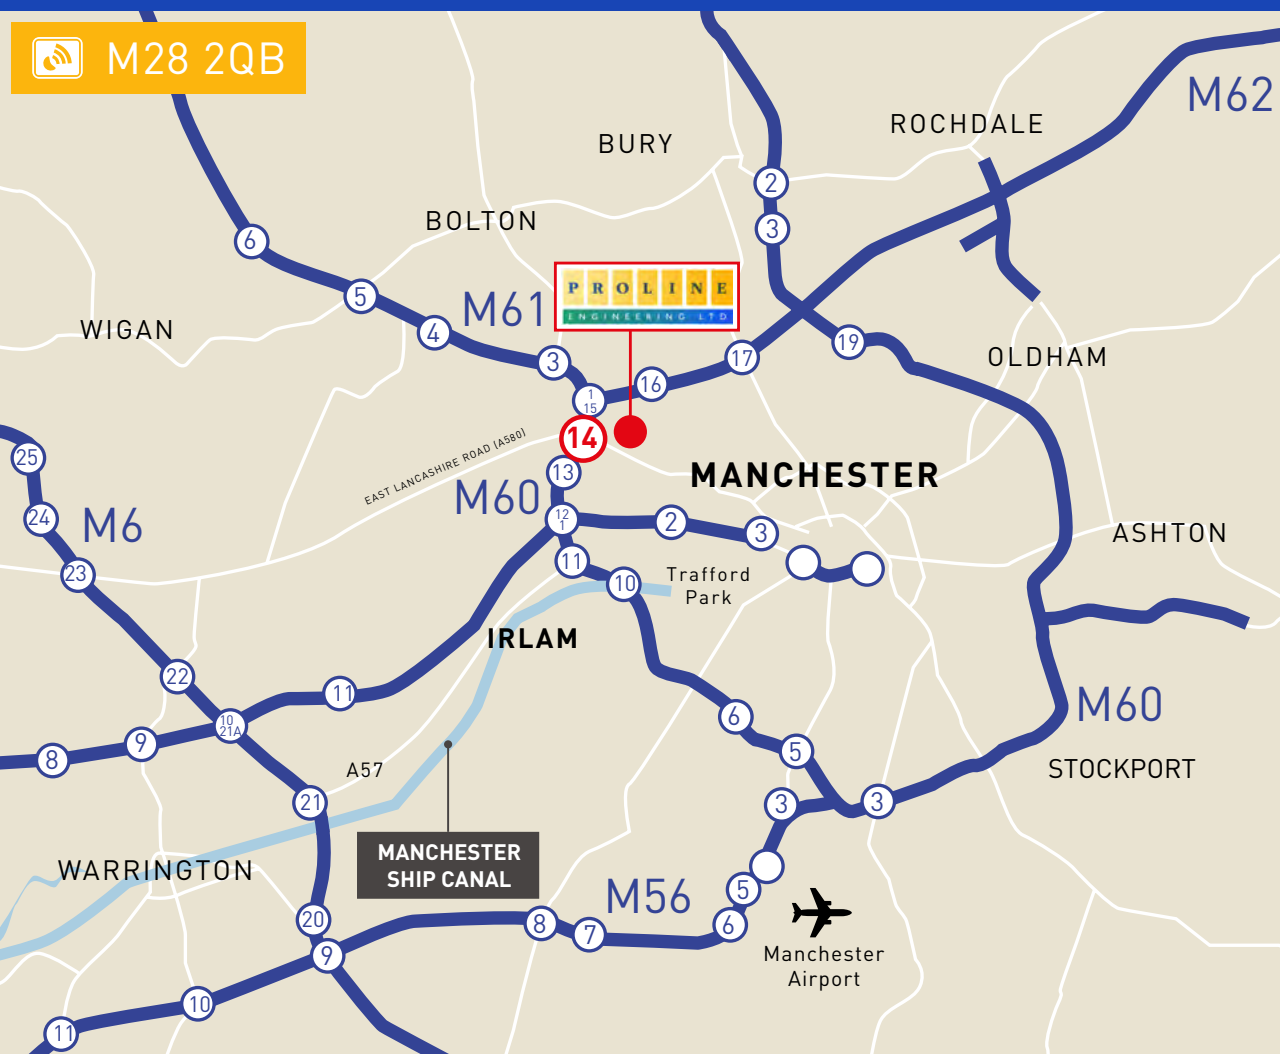 M28 2QB
M62
ROCHDALE
BURY
2
BOLTON
3
6
PROLINE
ENGINEERING LTD
5
M61
WIGAN
4
19
OLDHAM
17
3
16
1
15
14
EAST LANCASHIRE ROAD (A580)
25
13
MANCHESTER
M60
24
M6
12
1
2
3
ASHTON
11
23
10
Trafford
Park
IRLAM
22
11
M60
6
10
21A
9
8
5
A57
STOCKPORT
21
3
3
MANCHESTER
SHIP CANAL
WARRINGTON
5
M56
20
8
7
6
9
Manchester
Airport
10
11